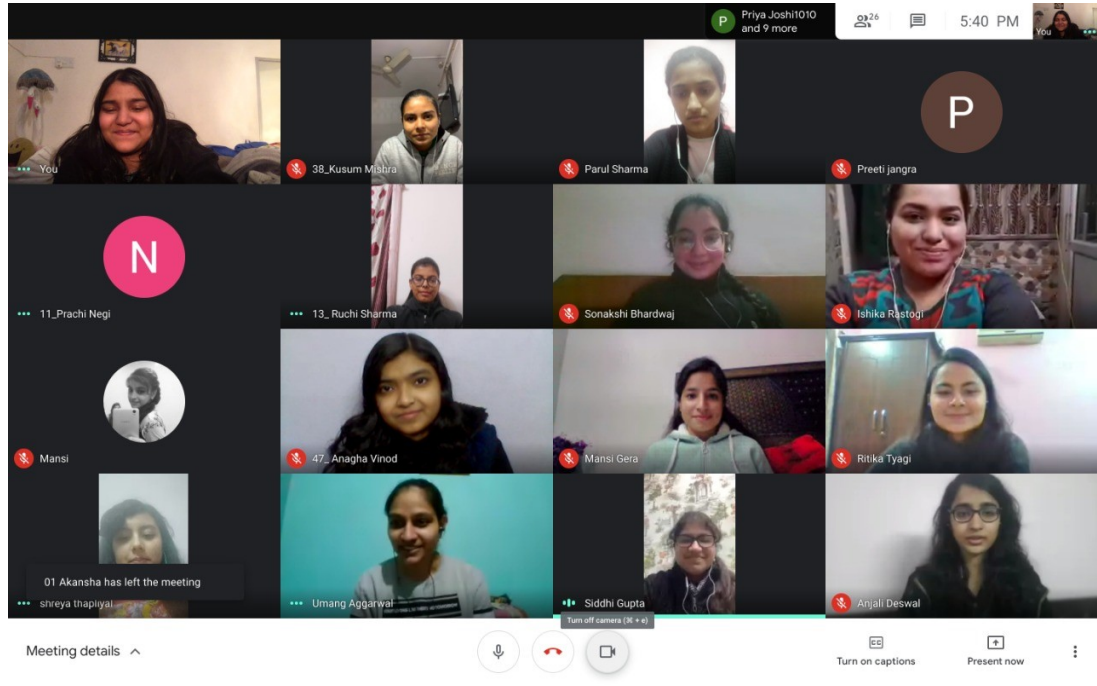 P
Priya Joshi1010
and 9 more
26
5:40 PM
You
You
38_Kusum Mishra
Parul Sharma
P
Preeti jangra
N
11_Prachi Negi
13_ Ruchi Sharma
Sonakshi Bhardwaj
Ishika Rastogi
Mansi
47_ Anagha Vinod
Mansi Gera
Ritika Tyagi
01 Akansha has left the meeting
shreya thapliyal
Umang Aggarwal
Siddhi Gupta
Anjali Deswal
Turn off camera (⌘ + e)
Meeting details
CC
Turn on captions
Present now